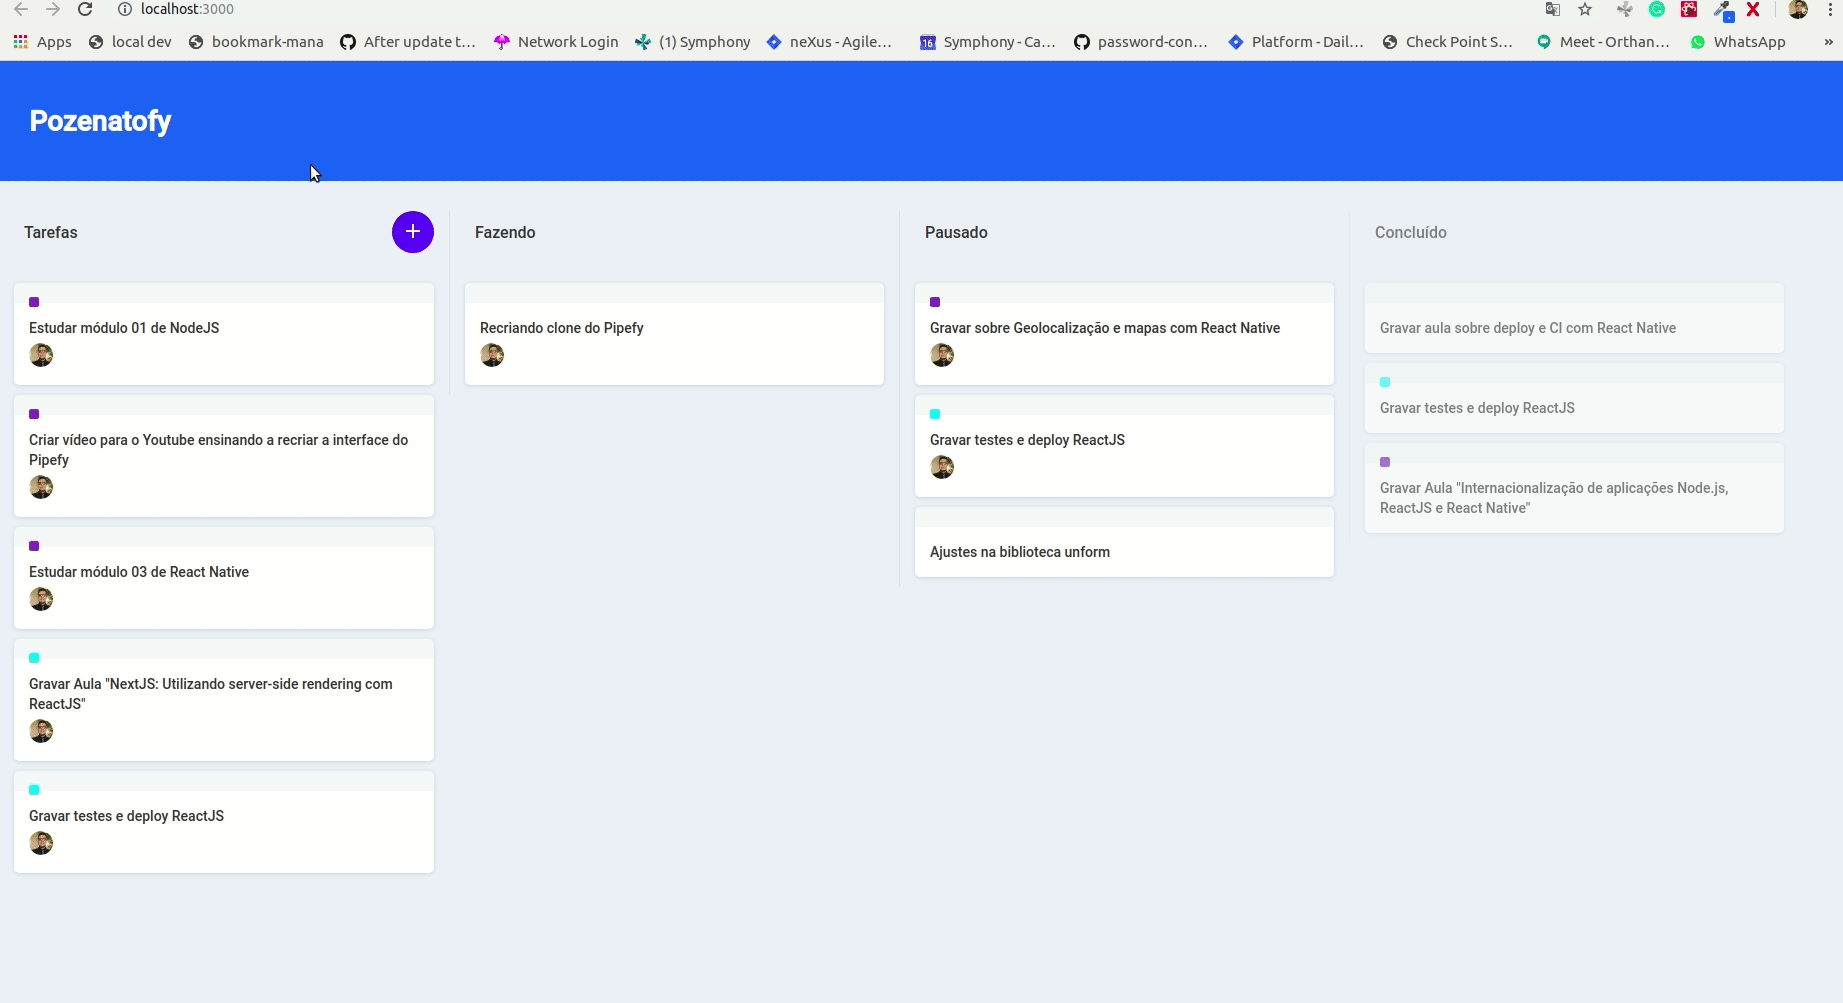 localhost:3000
Apps
local dev
bookmark-mana
After update t...
Network Login
(1) Symphony
neXus - Agile...
16
Symphony - Ca...
password-con...
Platform - Dail...
Check Point S...
Meet - Orthan...
WhatsApp
»
Pozenatofy
Tarefas
+
Estudar módulo 01 de NodeJS
Criar vídeo para o Youtube ensinando a recriar a interface do
Pipefy
Estudar módulo 03 de React Native
Gravar Aula "NextJS: Utilizando server-side rendering com
ReactJS"
Gravar testes e deploy ReactJS
Fazendo
Recriando clone do Pipefy
Pausado
Gravar sobre Geolocalização e mapas com React Native
Gravar testes e deploy ReactJS
Ajustes na biblioteca unform
Concluído
Gravar aula sobre deploy e CI com React Native
Gravar testes e deploy ReactJS
Gravar Aula "Internacionalização de aplicações Node.js,
ReactJS e React Native"